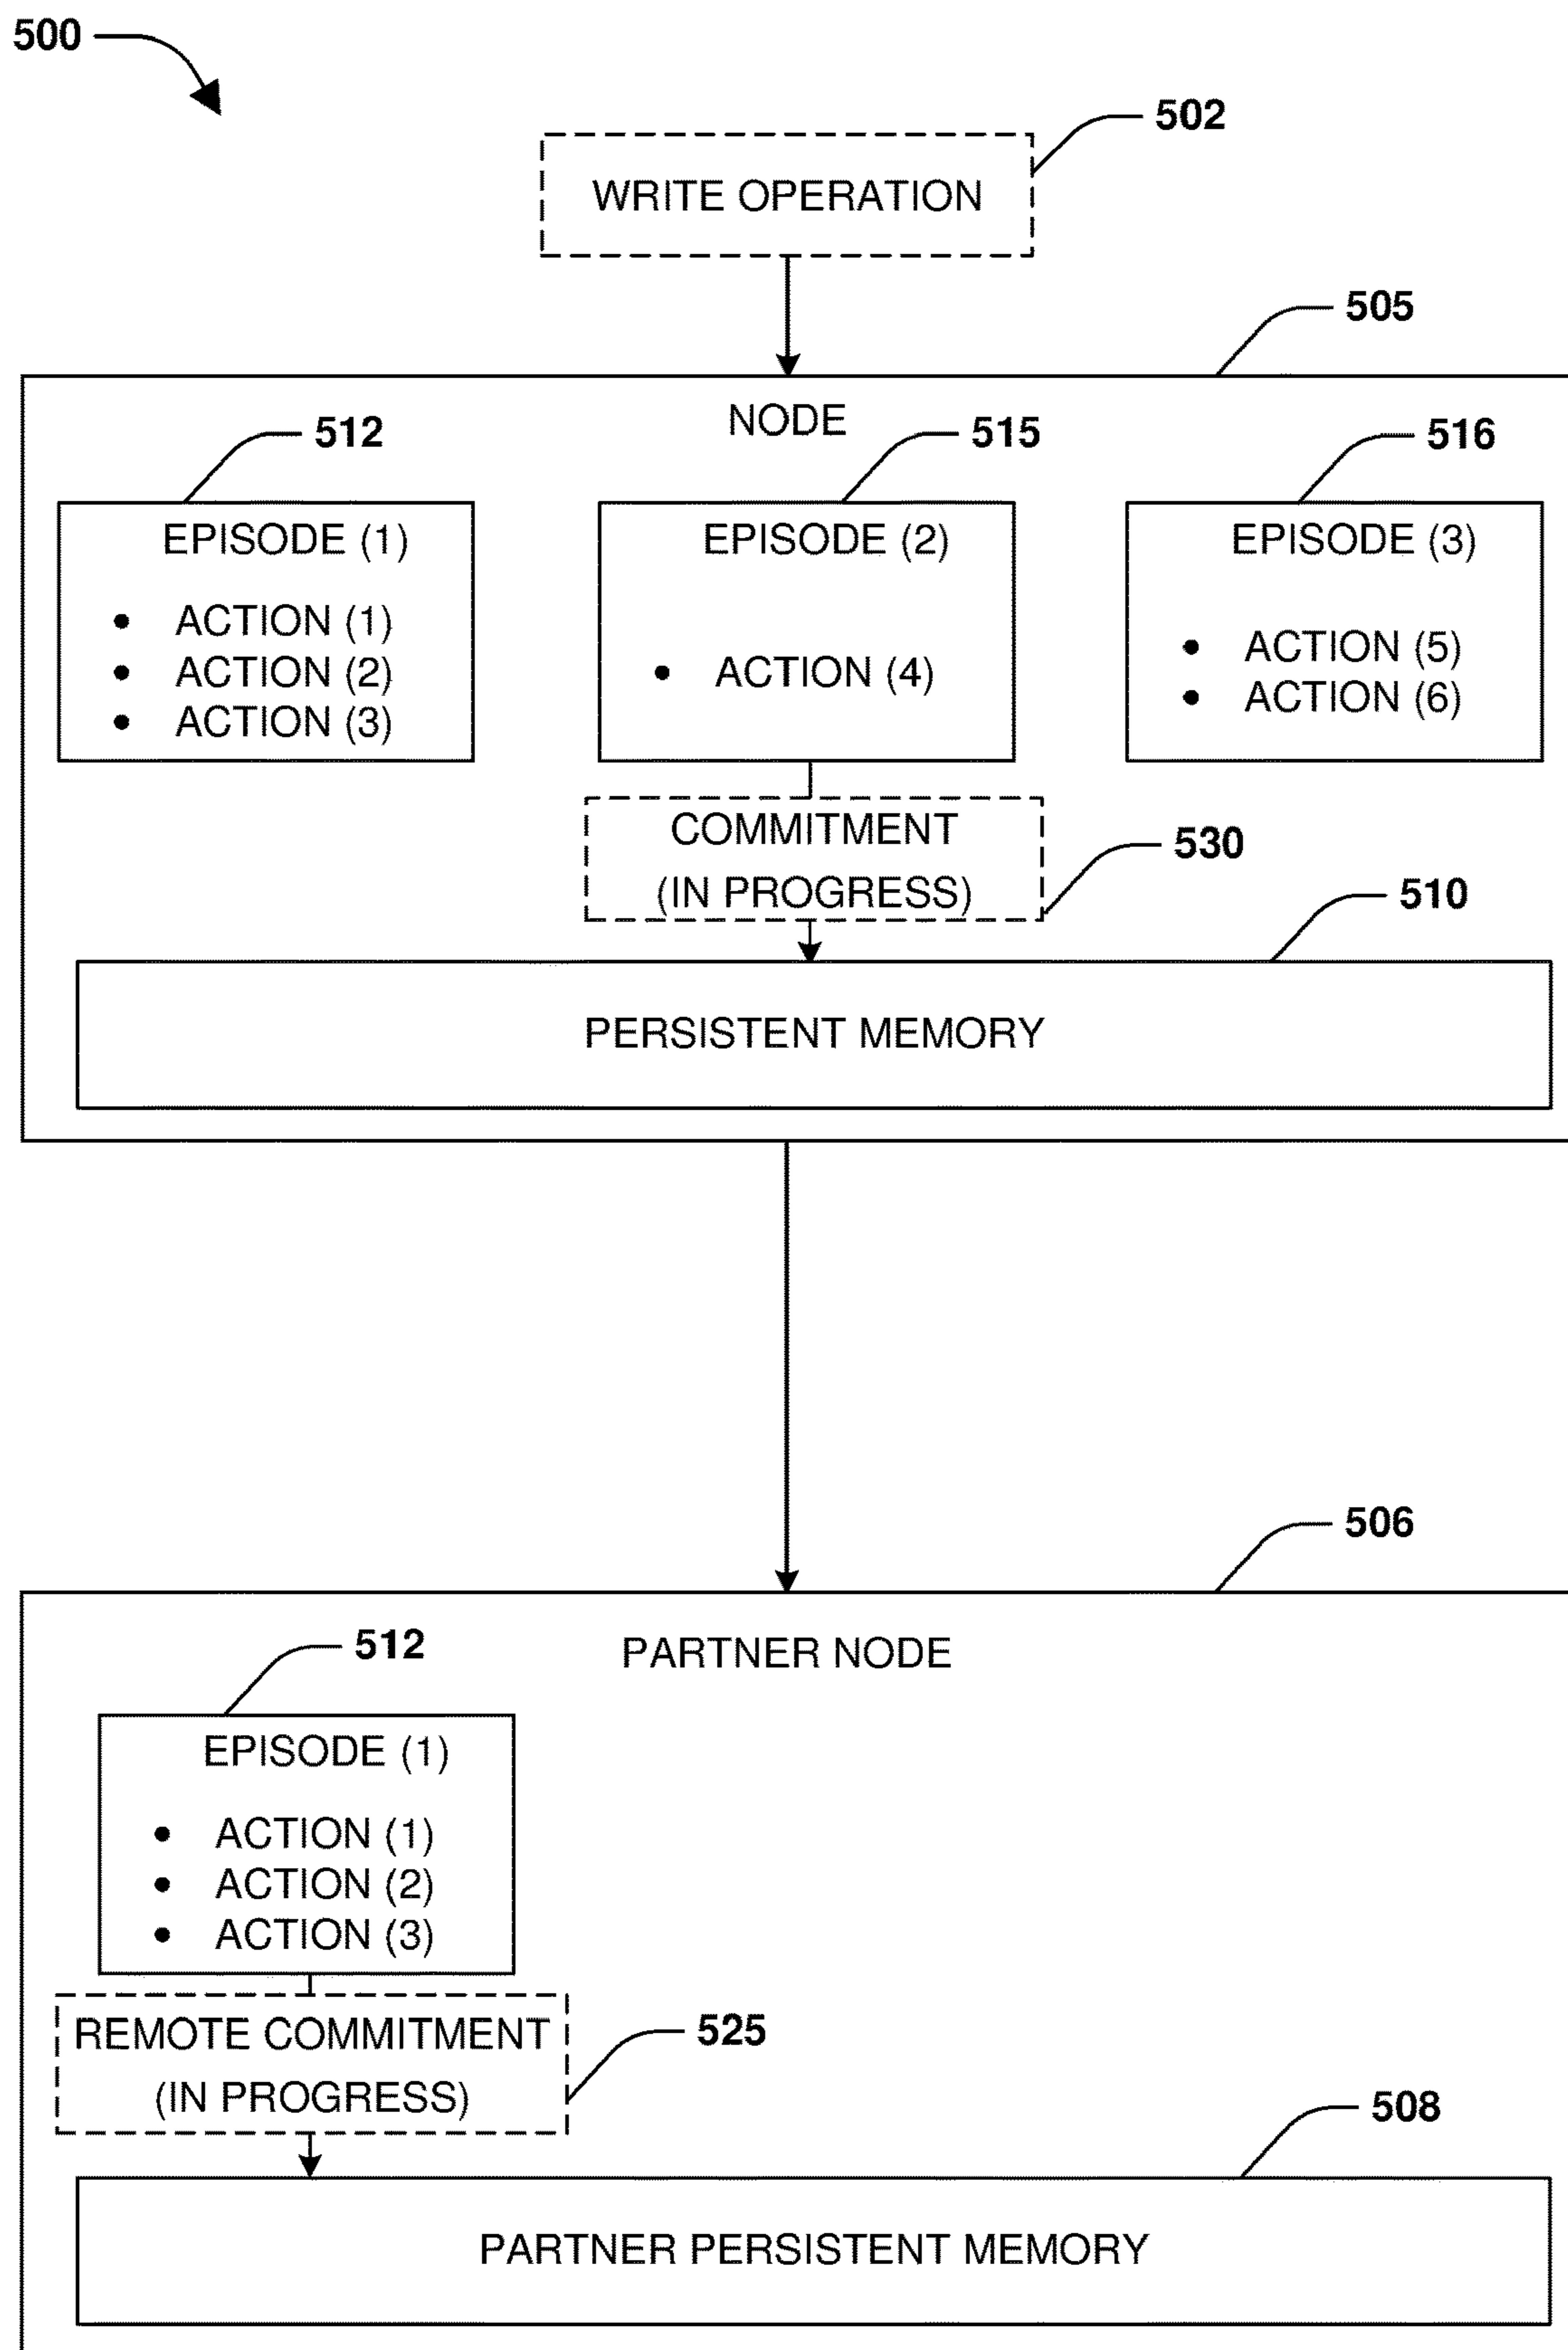 500
502
WRITE OPERATION
505
NODE
512
515
516
EPISODE (1)
• ACTION (1)
• ACTION (2)
• ACTION (3)
EPISODE (2)
• ACTION (4)
EPISODE (3)
• ACTION (5)
• ACTION (6)
COMMITMENT
(IN PROGRESS)
530
510
PERSISTENT MEMORY
506
PARTNER NODE
512
EPISODE (1)
• ACTION (1)
• ACTION (2)
• ACTION (3)
REMOTE COMMITMENT
(IN PROGRESS)
525
508
PARTNER PERSISTENT MEMORY